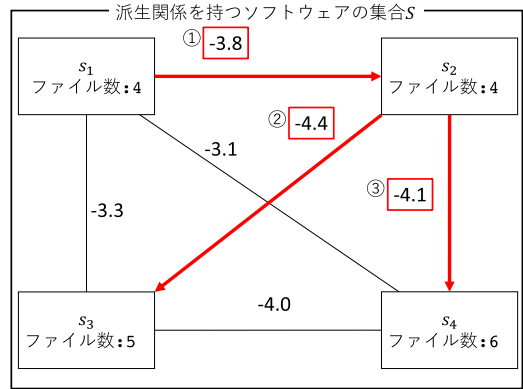 派生関係を持つソフトウェアの集合S
① -3.8
s1
ファイル数:4
s2
ファイル数:4
② -4.4
-3.1
③ -4.1
-3.3
-4.0
s3
ファイル数:5
s4
ファイル数:6